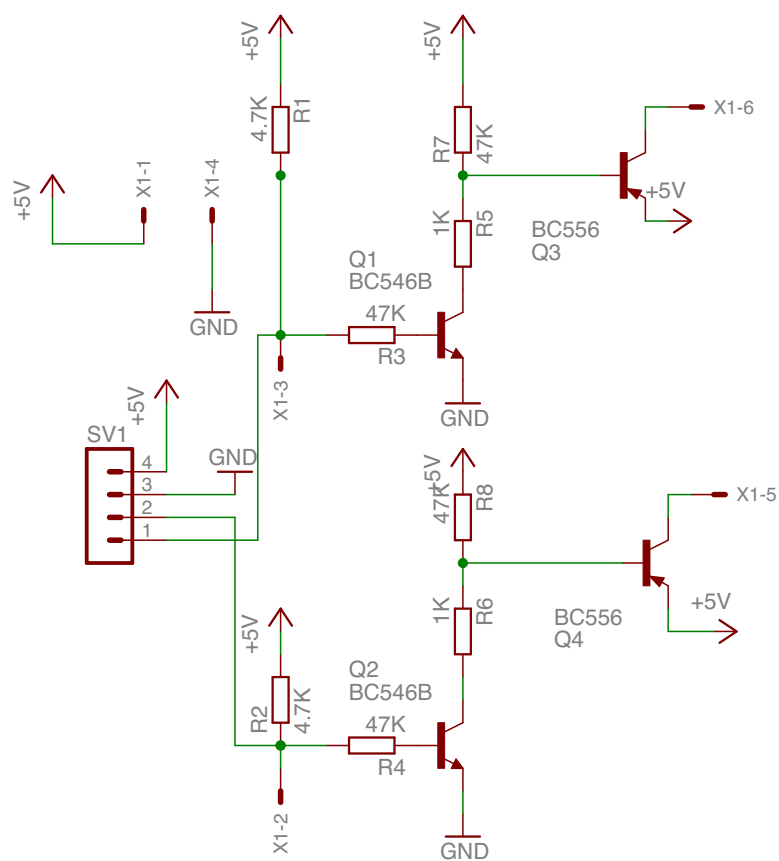 +5V
4.7K
R1
+5V
R7
47K
X1-6
+5V
X1-1
X1-4
GND
+5V
1K
R5
BC556
Q3
Q1
BC546B
47K
R3
X1-3
GND
+5V
SV1
4
3
2
1
GND
+5V
47K
R8
X1-5
1K
R6
BC556
Q4
+5V
+5V
R2
4.7K
Q2
BC546B
47K
R4
X1-2
GND